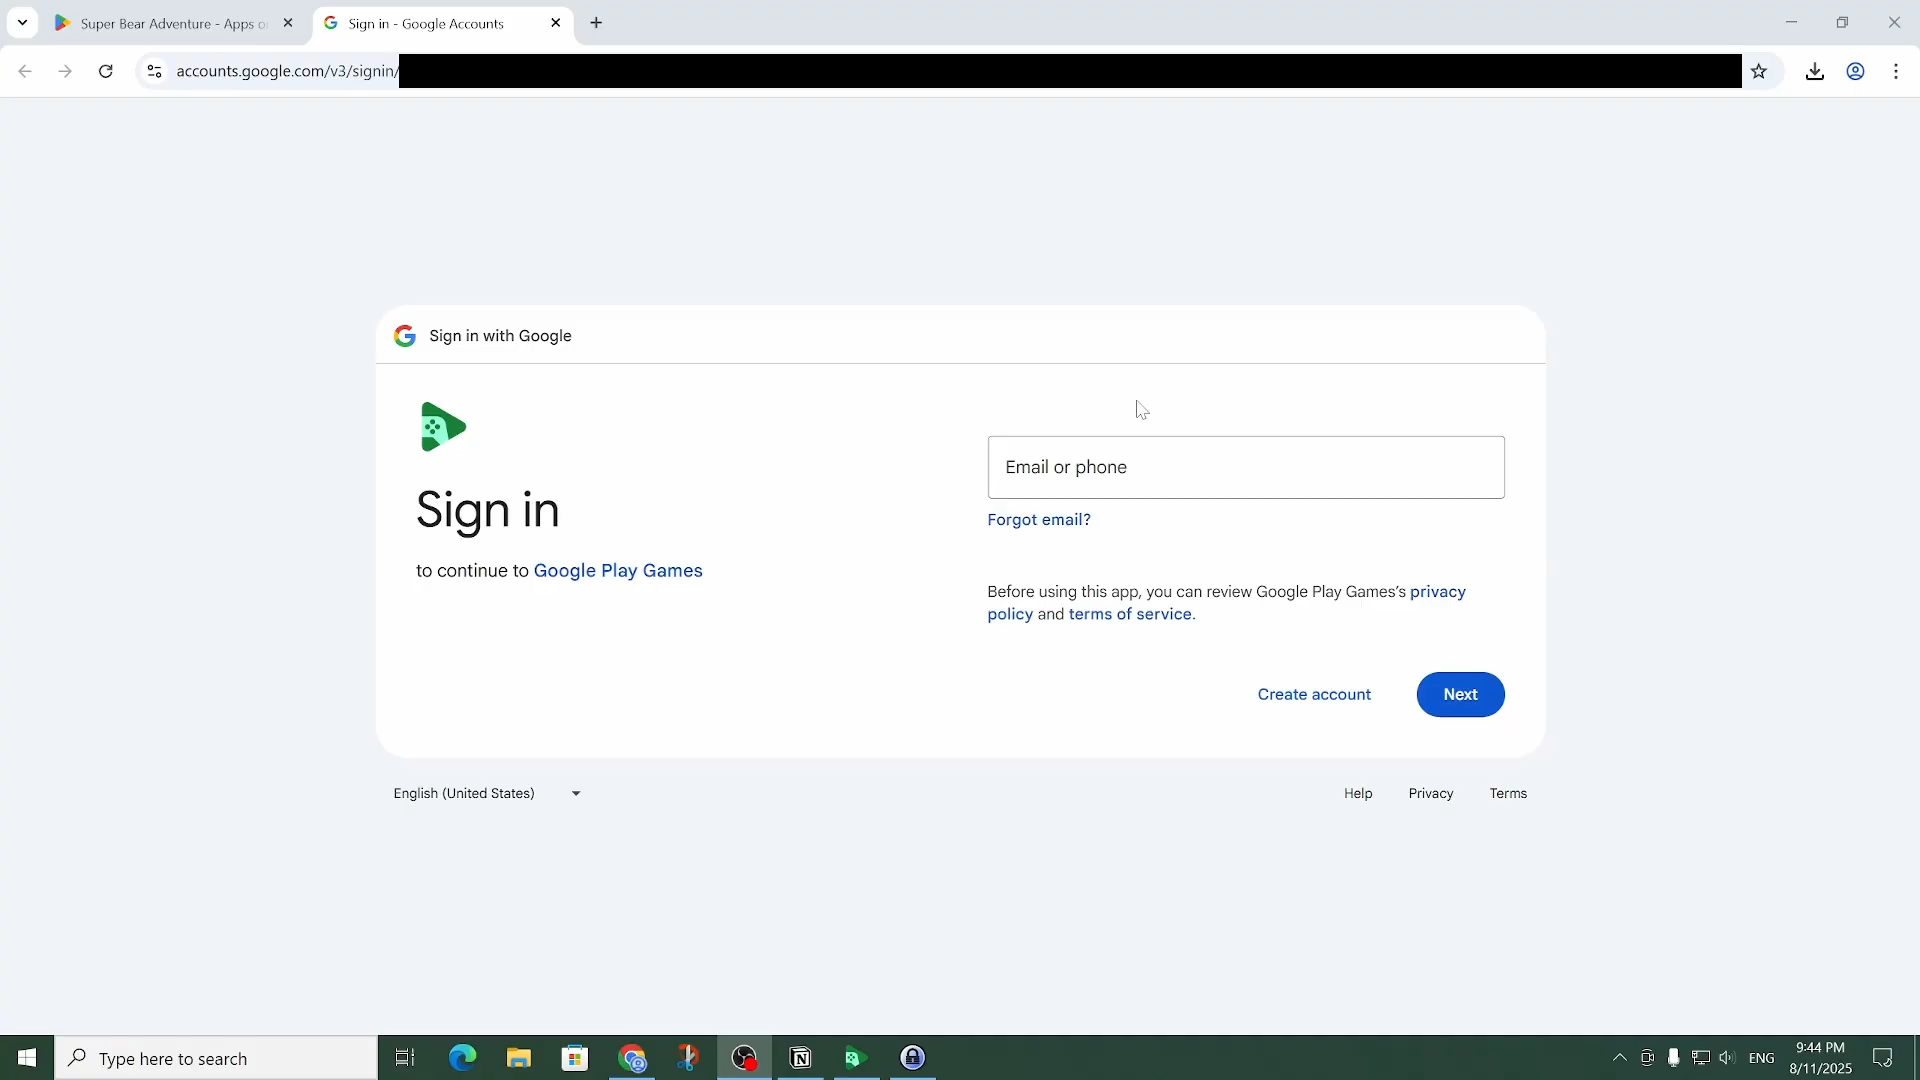 Super Bear Adventure - Apps o
Sign in - Google Accounts
accounts.google.com/v3/signin/
Sign in with Google
Sign in
to continue to Google Play Games
Email or phone
Forgot email?
Before using this app, you can review Google Play Games's privacy
policy and terms of service.
Create account
Next
English (United States)
Help
Privacy
Terms
Type here to search
ENG
9:44 PM
8/11/2025